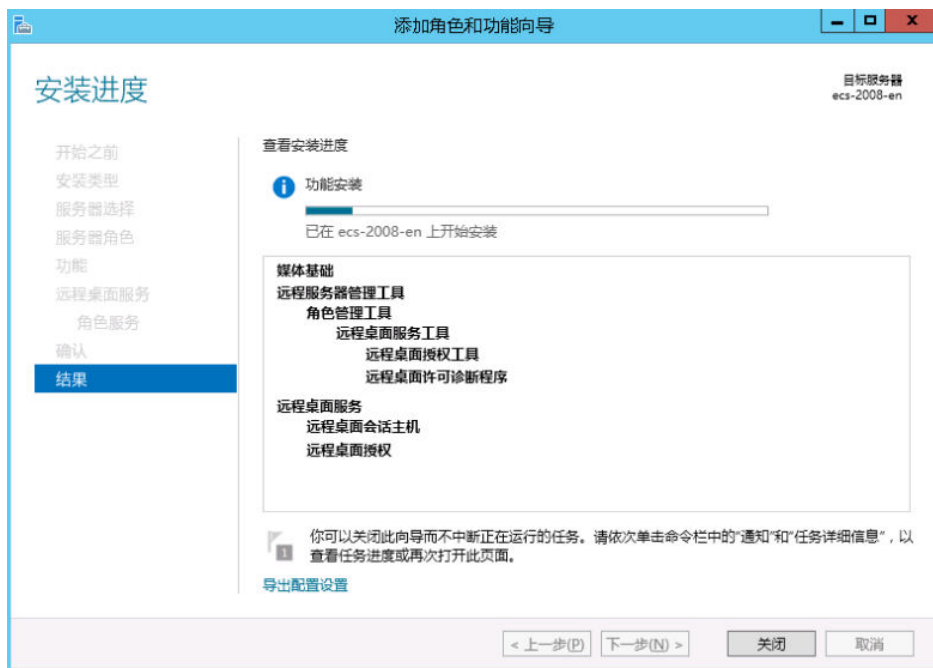 添加角色和功能向导
安装进度
目标服务器
ecs-2008-en
开始之前
安装类型
服务器选择
服务器角色
功能
远程桌面服务
角色服务
确认
结果
查看安装进度
功能安装
已在 ecs-2008-en 上开始安装
媒体基础
远程服务器管理工具
角色管理工具
远程桌面服务工具
远程桌面授权工具
远程桌面许可诊断程序
远程桌面服务
远程桌面会话主机
远程桌面授权
1
你可以关闭此向导而不中断正在运行的任务。请依次单击命令栏中的“通知”和“任务详细信息”，以
查看任务进度或再次打开此页面。
导出配置设置
< 上一步(P)
下一步(N) >
关闭
取消